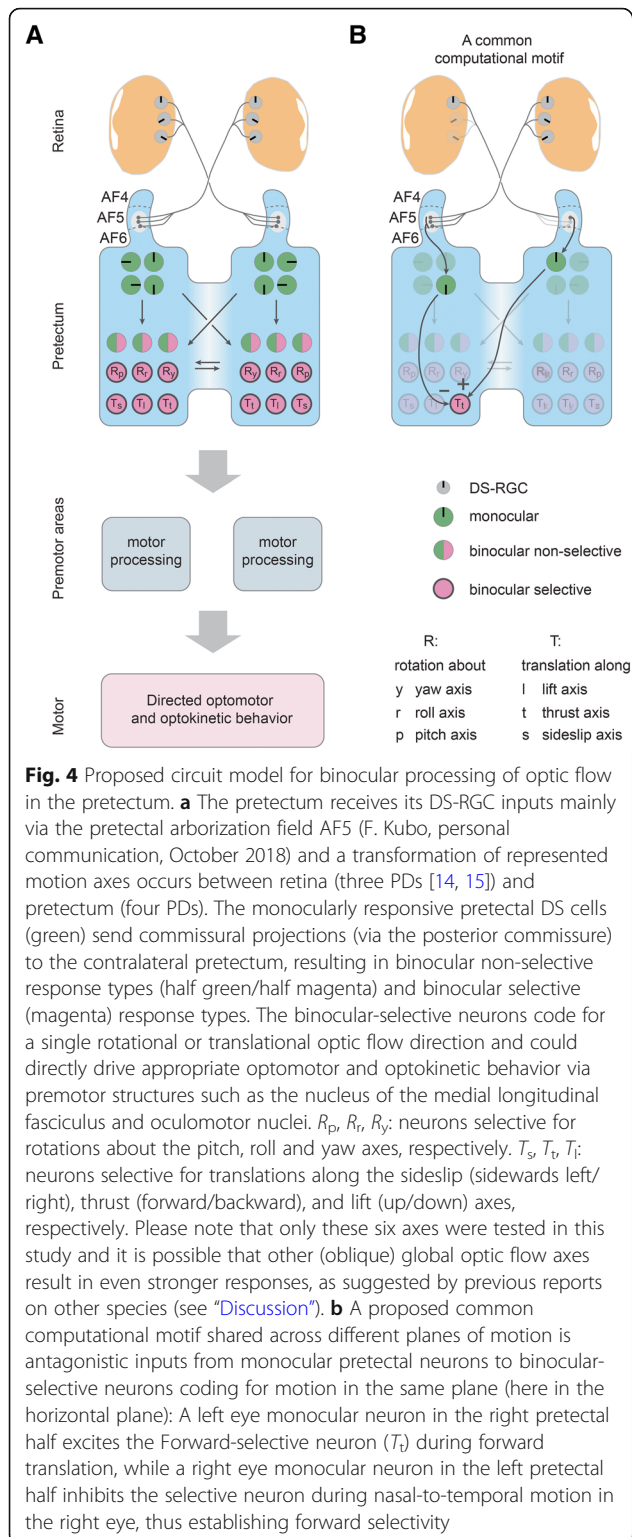 A
B
A common
computational motif
Retina
AF4
AF5
AF6
AF4
AF5
AF6
Pretectum
Rp Rr Ry
Ry Rr Rp
Ts Tl Tt
Tt Tl Ts
− +
Tt
Premotor areas
motor
processing
motor
processing
Motor
Directed optomotor
and optokinetic behavior
DS-RGC
monocular
binocular non-selective
binocular selective
R: T:
rotation about translation along
y yaw axis l lift axis
r roll axis t thrust axis
p pitch axis s sideslip axis
Fig. 4 Proposed circuit model for binocular processing of optic flow
in the pretectum. a The pretectum receives its DS-RGC inputs mainly
via the pretectal arborization field AF5 (F. Kubo, personal
communication, October 2018) and a transformation of represented
motion axes occurs between retina (three PDs [14, 15]) and
pretectum (four PDs). The monocularly responsive pretectal DS cells
(green) send commissural projections (via the posterior commissure)
to the contralateral pretectum, resulting in binocular non-selective
response types (half green/half magenta) and binocular selective
(magenta) response types. The binocular-selective neurons code for
a single rotational or translational optic flow direction and could
directly drive appropriate optomotor and optokinetic behavior via
premotor structures such as the nucleus of the medial longitudinal
fasciculus and oculomotor nuclei. Rp, Rr, Ry: neurons selective for
rotations about the pitch, roll and yaw axes, respectively. Ts, Tt, Tl:
neurons selective for translations along the sideslip (sidewards left/
right), thrust (forward/backward), and lift (up/down) axes,
respectively. Please note that only these six axes were tested in this
study and it is possible that other (oblique) global optic flow axes
result in even stronger responses, as suggested by previous reports
on other species (see “Discussion”). b A proposed common
computational motif shared across different planes of motion is
antagonistic inputs from monocular pretectal neurons to binocular-
selective neurons coding for motion in the same plane (here in the
horizontal plane): A left eye monocular neuron in the right pretectal
half excites the Forward-selective neuron (Tt) during forward
translation, while a right eye monocular neuron in the left pretectal
half inhibits the selective neuron during nasal-to-temporal motion in
the right eye, thus establishing forward selectivity